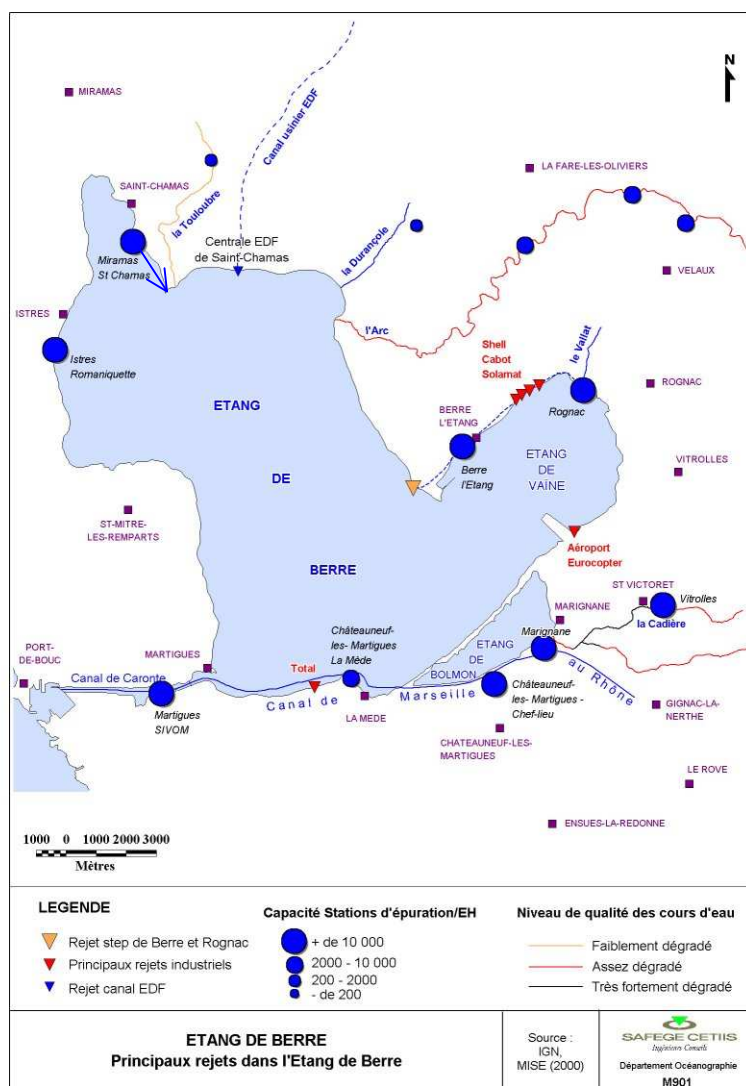 N
MIRAMAS
LA FARE-LES-OLIVIERS
Canal usinier EDF
SAINT-CHAMAS
la Touloubre
Miramas
St Chamas
Centrale EDF
de Saint-Chamas
la Durançole
VELAUX
ISTRES
l'Arc
Istres
Romaniquette
Shell
Cabot
Solamat
le Vallat
ROGNAC
Rognac
ETANG
DE
BERRE
BERRE
L'ETANG
Berre
l'Etang
ETANG
DE
VAÏNE
VITROLLES
ST-MITRE-
LES-REMPARTS
Aéroport
Eurocopter
ST VICTORET
Vitrolles
la Cadière
MARIGNANE
Marignane
Châteauneuf-
les- Martigues
La Mède
ETANG
DE
BOLMON
PORT-
DE-BOUC
MARTIGUES
Canal de Caronte
Total
Martigues
SIVOM
Canal de Marseille au Rhône
LA MEDE
Châteauneuf-
les- Martigues -
Chef-lieu
GIGNAC-LA-
NERTHE
CHATEAUNEUF-LES-
MARTIGUES
LE ROVE
ENSUES-LA-REDONNE
1000 0 1000 2000 3000
Mètres
LEGENDE
Rejet step de Berre et Rognac
Principaux rejets industriels
Rejet canal EDF
Capacité Stations d'épuration/EH
+ de 10 000
2000 - 10 000
200 - 2000
- de 200
Niveau de qualité des cours d'eau
Faiblement dégradé
Assez dégradé
Très fortement dégradé
ETANG DE BERRE
Principaux rejets dans l'Etang de Berre
Source :
IGN,
MISE (2000)
SAFEGE CETIIS
Ingénieurs Conseils
Département Océanographie
M901